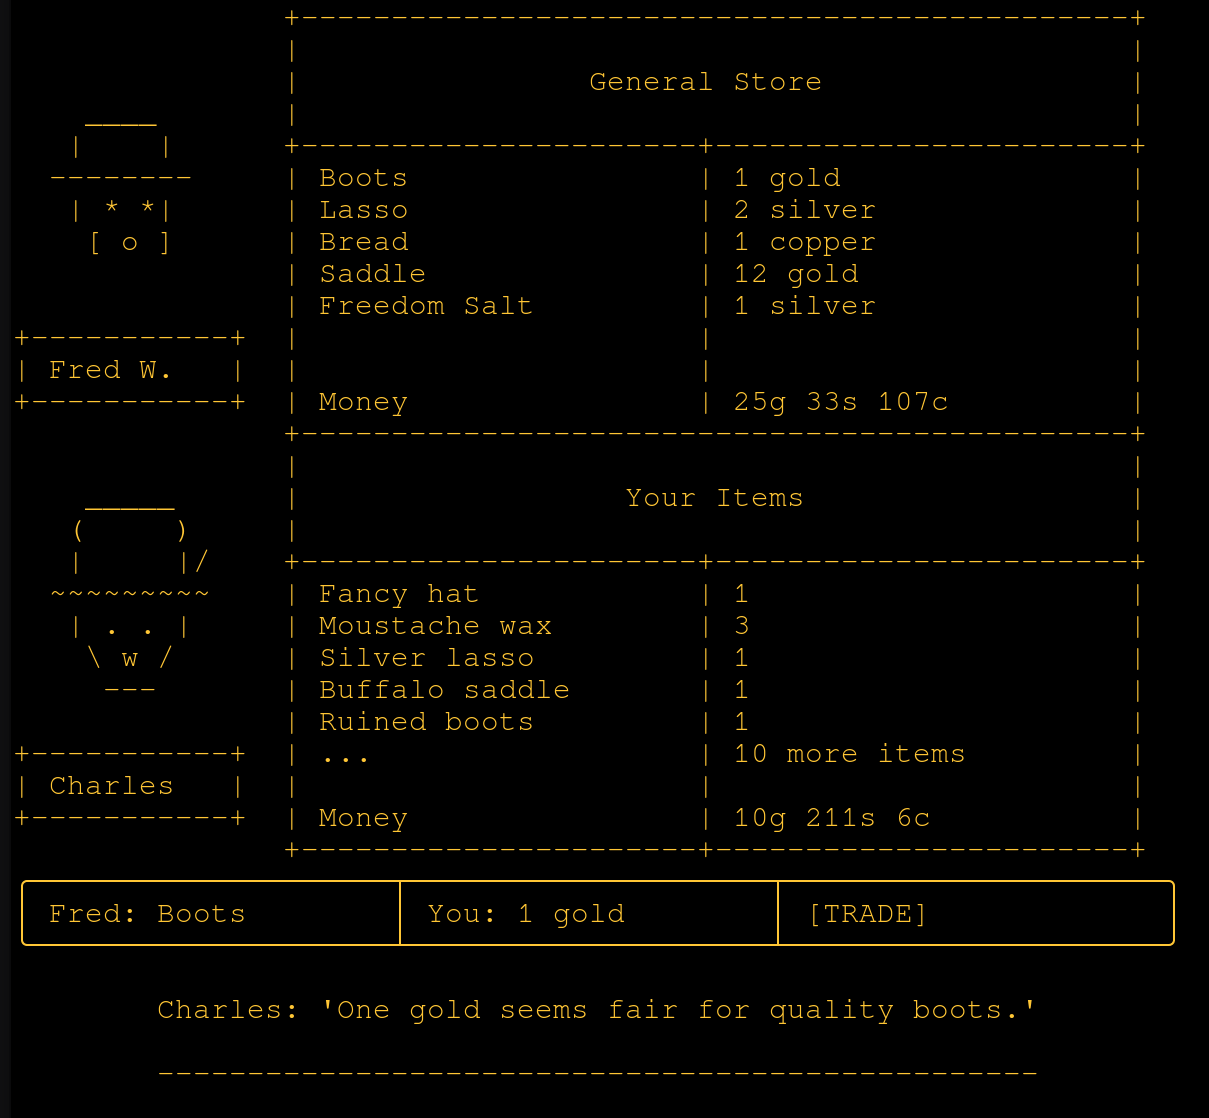 General Store
Boots 1 gold
Lasso 2 silver
Bread 1 copper
Saddle 12 gold
Freedom Salt 1 silver
Fred W.
Money 25g 33s 107c
Your Items
Fancy hat 1
Moustache wax 3
Silver lasso 1
Buffalo saddle 1
Ruined boots 1
... 10 more items
Charles
Money 10g 211s 6c
Fred: Boots You: 1 gold [TRADE]
Charles: 'One gold seems fair for quality boots.'